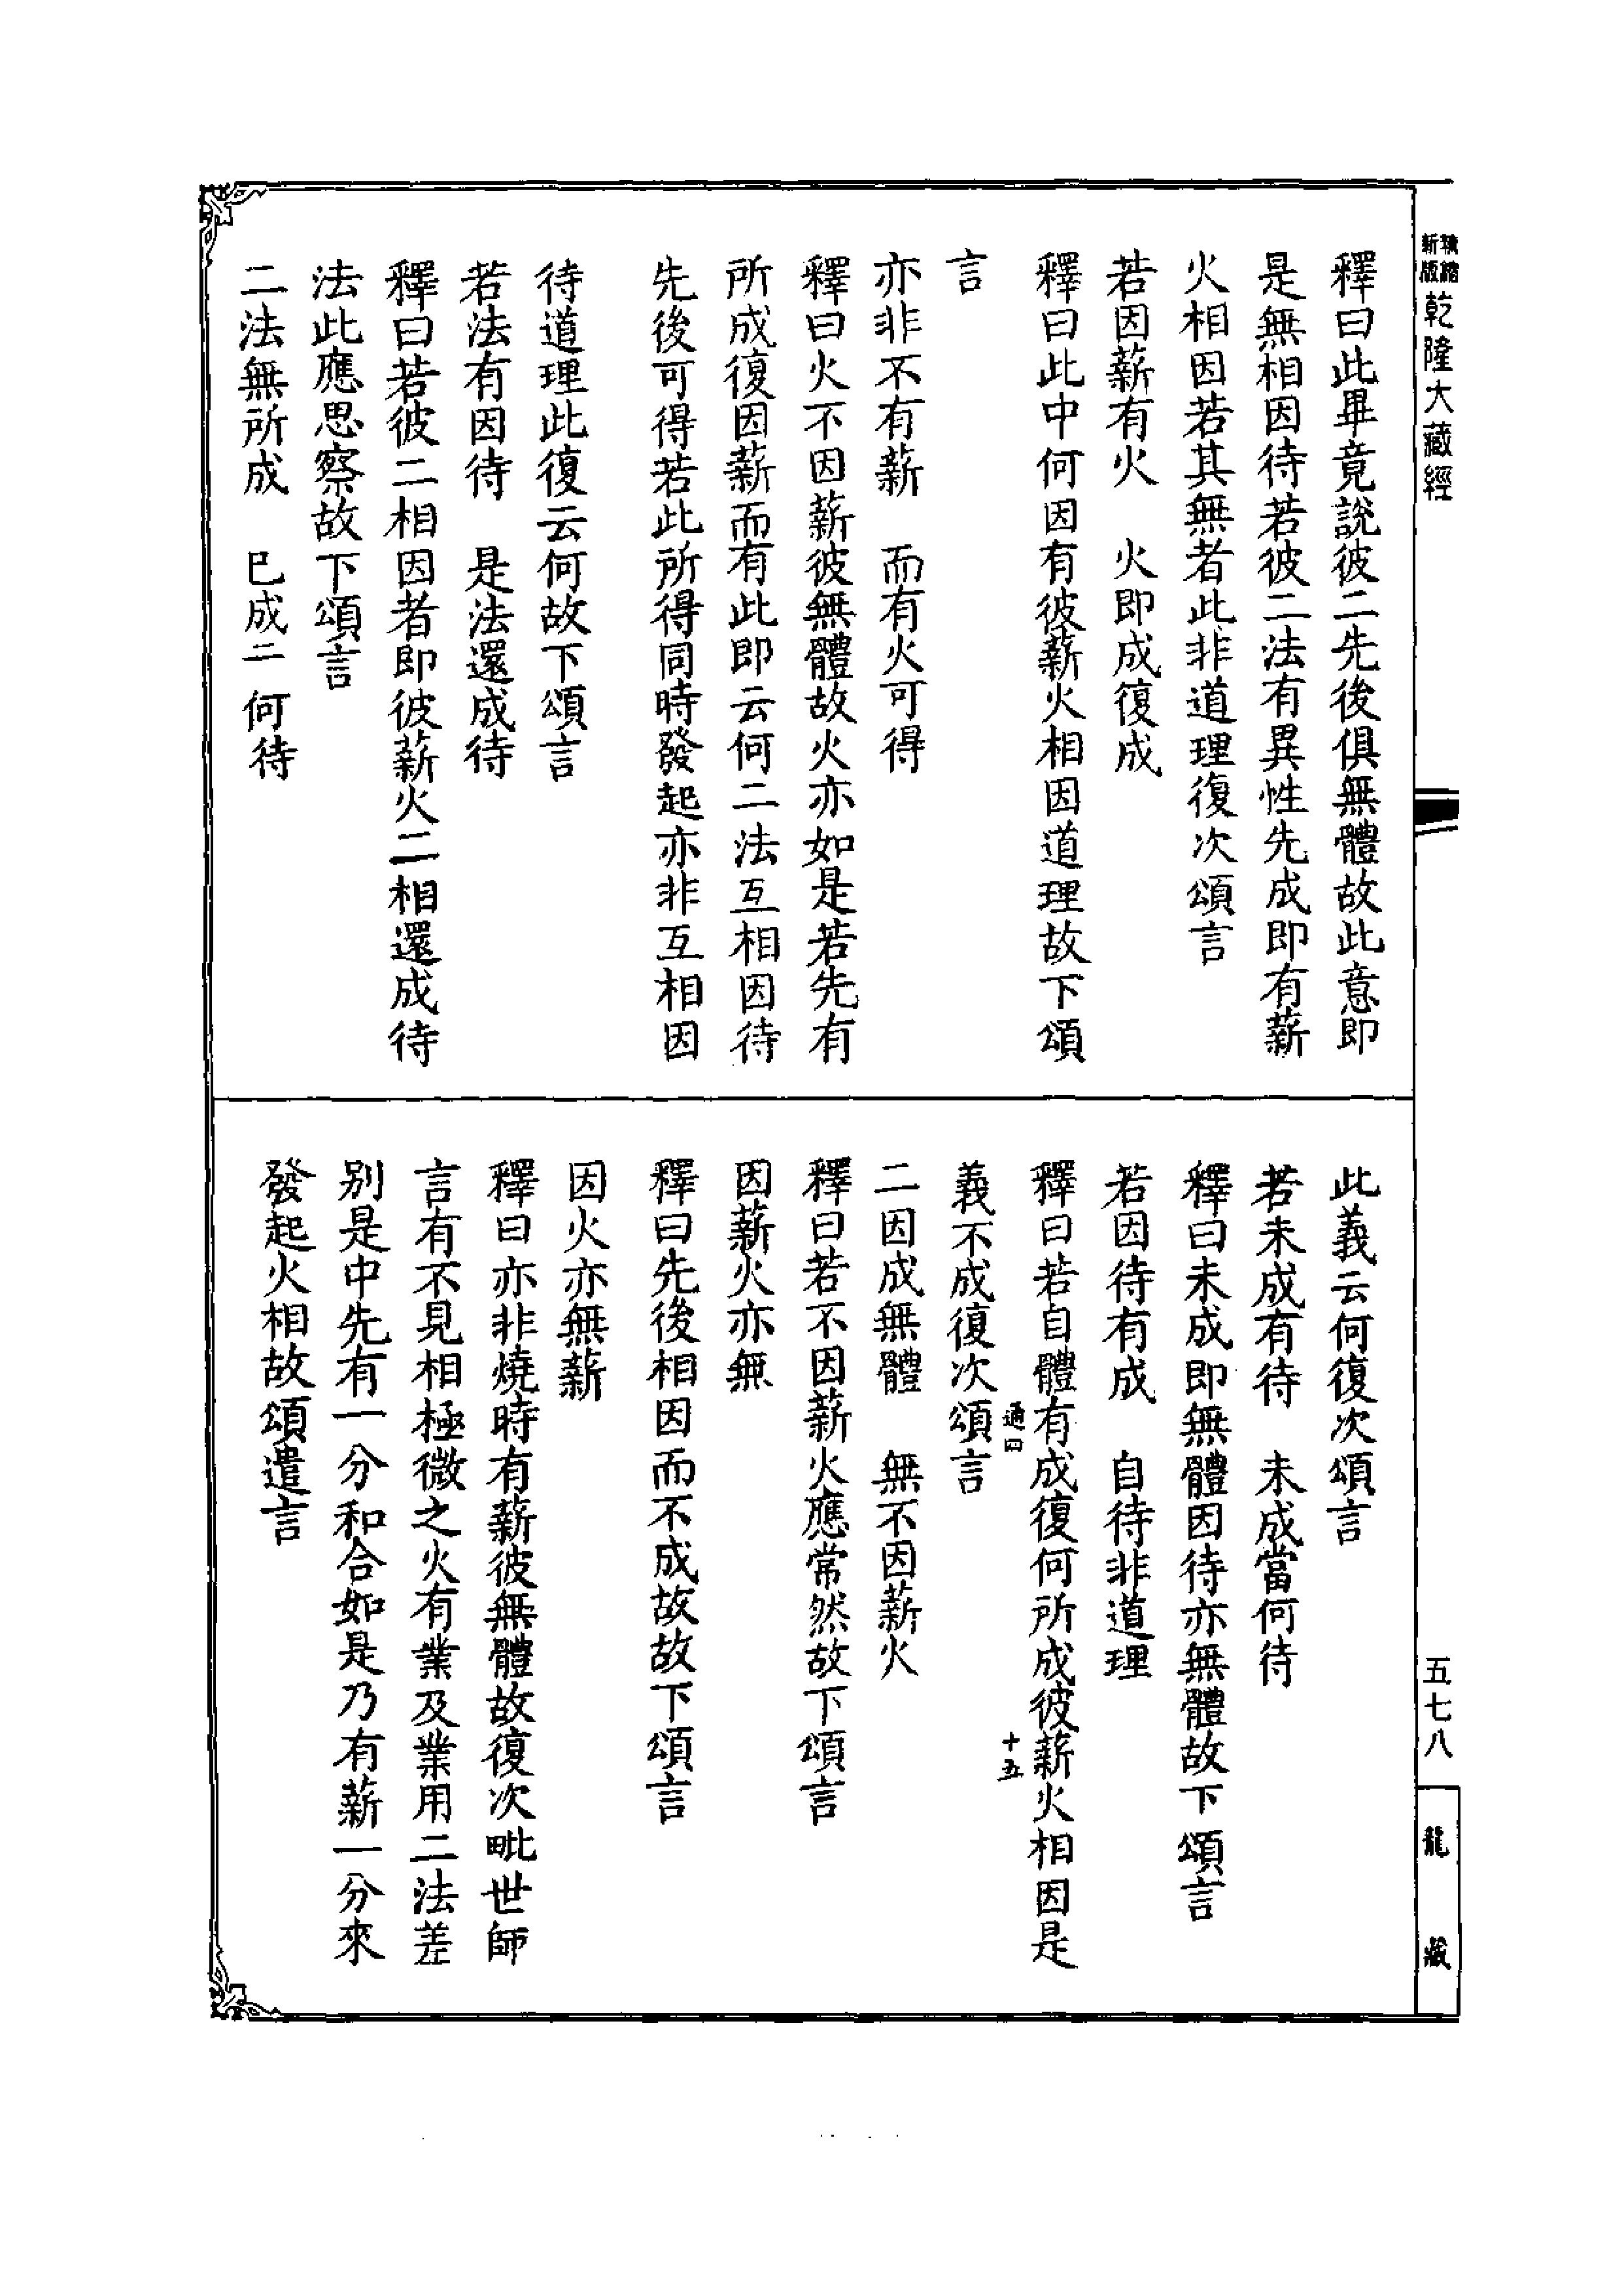 新版
乾隆大藏經
釋曰此畢竟說彼二先後俱無體故此意即
是無相因待若彼二法有異性先成即有薪
火相因若其無者此非道理復次頌言
若因薪有火　火即成復成
釋曰此中何因有彼薪火相因道理故下頌
言
亦非不有薪　而有火可得
釋曰火不因薪彼無體故火亦如是若先有
所成復因薪而有此即云何二法互相因待
先後可得若此所得同時發起亦非互相因
待道理此復云何故下頌言
若法有因待　是法還成待
釋曰若彼二相因者即彼薪火二相還成待
法此應思察故下頌言
二法無所成　已成二何待
此義云何復次頌言
若未成有待　未成當何待
釋曰未成即無體因待亦無體故下頌言
若因待有成　自待非道理
釋曰若自體有成復何所成彼薪火相因是
通四
十五
義不成復次頌言
二因成無體　無不因薪火
釋曰若不因薪火應常然故下頌言
因薪火亦無
釋曰先後相因而不成故故下頌言
因火亦無薪
釋曰亦非燒時有薪彼無體故復次毗世師
言有不見相極微之火有業及業用二法差
別是中先有一分和合如是乃有薪一分來
發起火相故頌遣言
五七八
龍藏